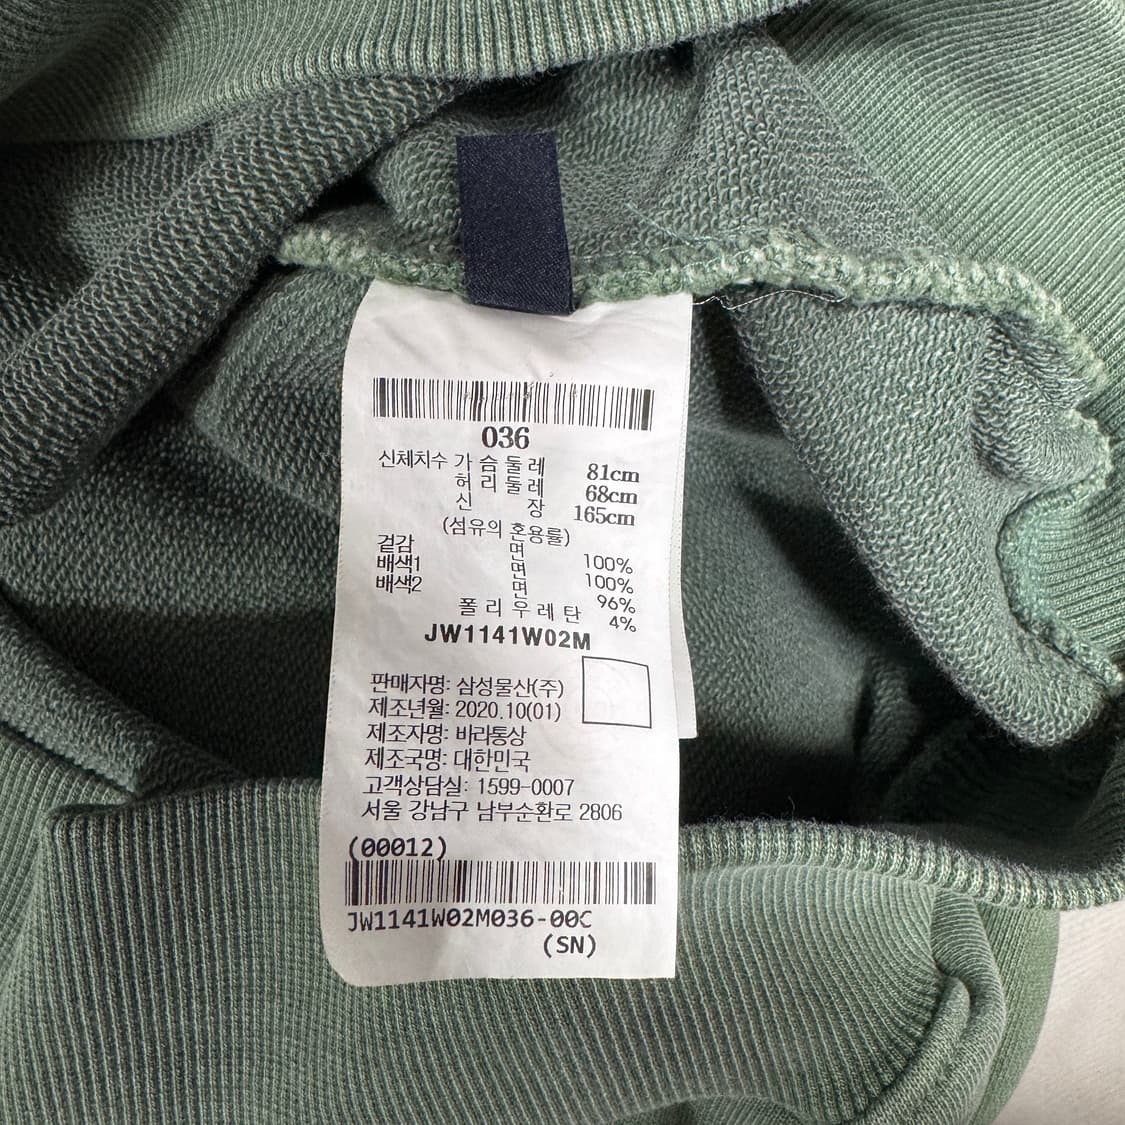 036
신체치수 가슴둘레 81cm
허리둘레 68cm
신장 165cm
(섬유의 혼용률)
겉감 면 100%
배색1 면 100%
배색2 면 96%
폴리우레탄 4%
JW1141W02M
판매자명: 삼성물산(주)
제조년월: 2020.10(01)
제조자명: 바라통상
제조국명: 대한민국
고객상담실: 1599-0007
서울 강남구 남부순환로 2806
(00012)
JW1141W02M036-00C
(SN)